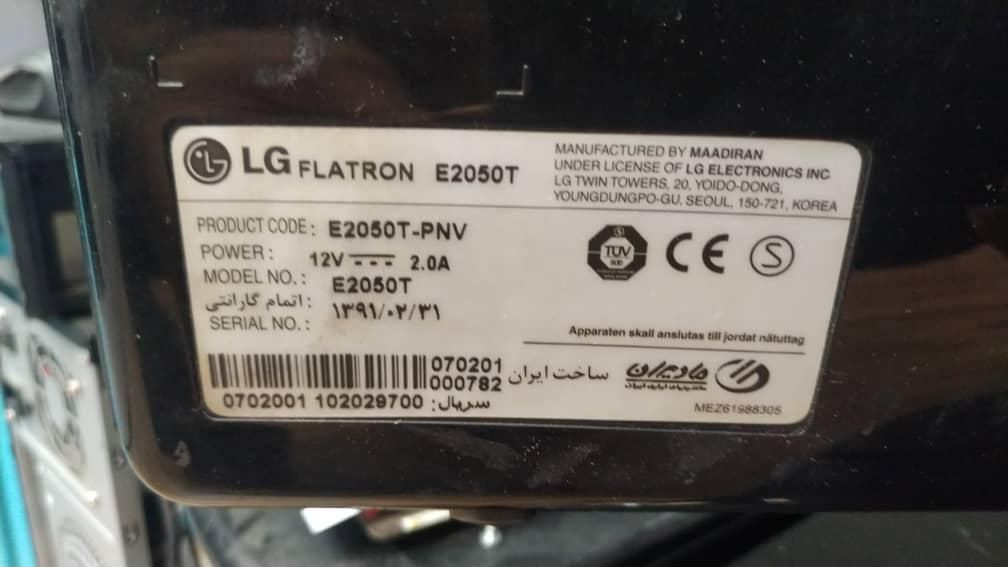 LG FLATRON E2050T
MANUFACTURED BY MAADIRAN
UNDER LICENSE OF LG ELECTRONICS INC
LG TWIN TOWERS, 20, YOIDO-DONG,
YOUNGDUNGPO-GU, SEOUL, 150-721, KOREA
PRODUCT CODE: E2050T-PNV
POWER: 12V 2.0A
MODEL NO.: E2050T
اتمام گارانتی: ۱۳۹۱/۰۲/۳۱
SERIAL NO.:
TÜV
CE
S
Apparaten skall anslutas till jordat nätuttag
070201
000782
ساخت ایران
مادیران
0702001 102029700 :سریال
MEZ61988305